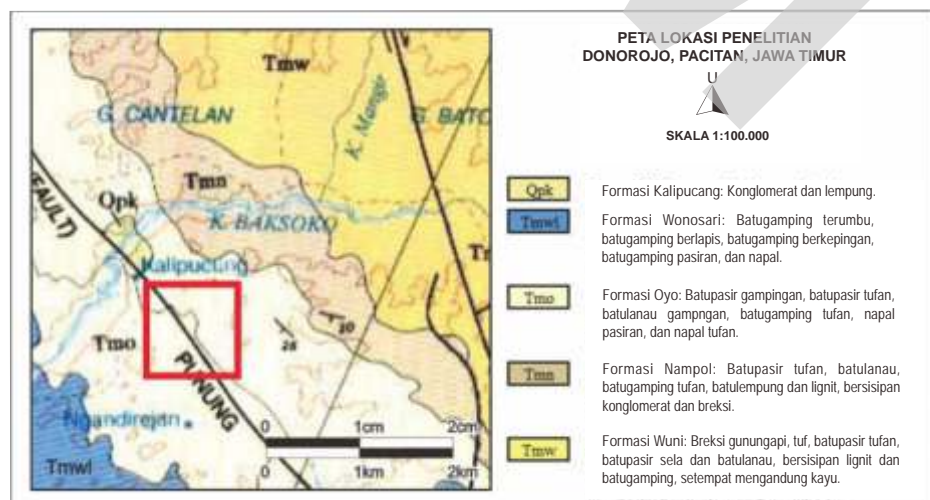 PETA LOKASI PENELITIAN
DONOROJO, PACITAN, JAWA TIMUR
U
SKALA 1:100.000
Tmw
G. CANTELAN
K. Mangir
G. BATO
FAULT)
Tmn
Qpk
K. BAKSOKO
Kalipucung
30
28
Tmo
PUNUNG
Ngandirejan
Tmwl
0 1cm 2cm
0 1km 2km
Qpk
Formasi Kalipucang: Konglomerat dan lempung.
Tmwl
Formasi Wonosari: Batugamping terumbu,
batugamping berlapis, batugamping berkepingan,
batugamping pasiran, dan napal.
Tmo
Formasi Oyo: Batupasir gampingan, batupasir tufan,
batulanau gampngan, batugamping tufan, napal
pasiran, dan napal tufan.
Tmn
Formasi Nampol: Batupasir tufan, batulanau,
batugamping tufan, batulempung dan lignit, bersisipan
konglomerat dan breksi.
Tmw
Formasi Wuni: Breksi gunungapi, tuf, batupasir tufan,
batupasir sela dan batulanau, bersisipan lignit dan
batugamping, setempat mengandung kayu.